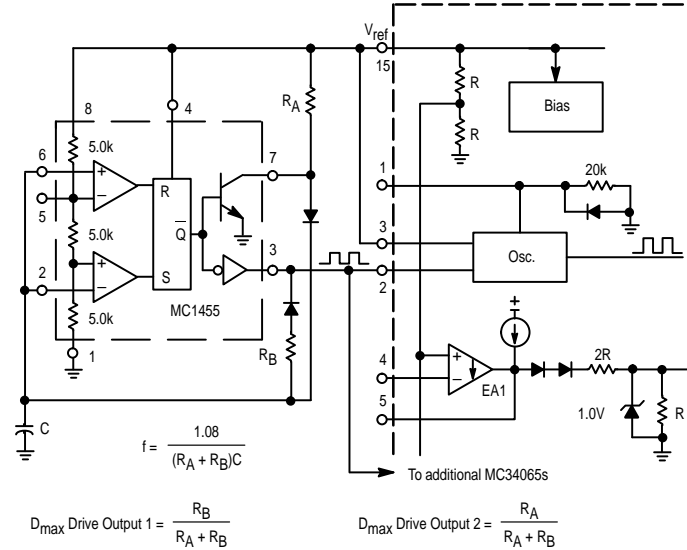 V_ref
15
8
4
R_A
R
R
Bias
5.0k
6
7
1
20k
+
R
−
5
3
Q̅
5.0k
3
Osc.
2
+
S
2
−
MC1455
+
5.0k
R_B
4
+
2R
1
−
EA1
5
1.0V
R
C
f = 1.08 / (R_A + R_B)C
To additional MC34065s
D_max Drive Output 1 = R_B / R_A + R_B
D_max Drive Output 2 = R_A / R_A + R_B